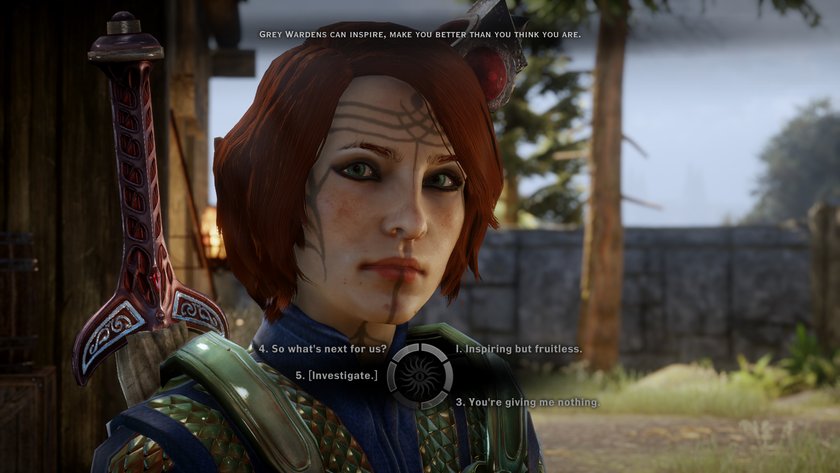 GREY WARDENS CAN INSPIRE, MAKE YOU BETTER THAN YOU THINK YOU ARE.
4. So what's next for us?
1. Inspiring but fruitless.
5. [Investigate.]
3. You're giving me nothing.